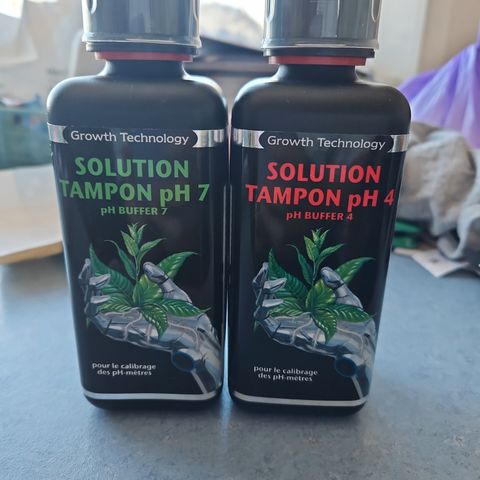 Growth Technology
SOLUTION
TAMPON pH 7
pH BUFFER 7
pour le calibrage
des pH-mètres
Growth Technology
SOLUTION
TAMPON pH 4
pH BUFFER 4
pour le calibrage
des pH-mètres